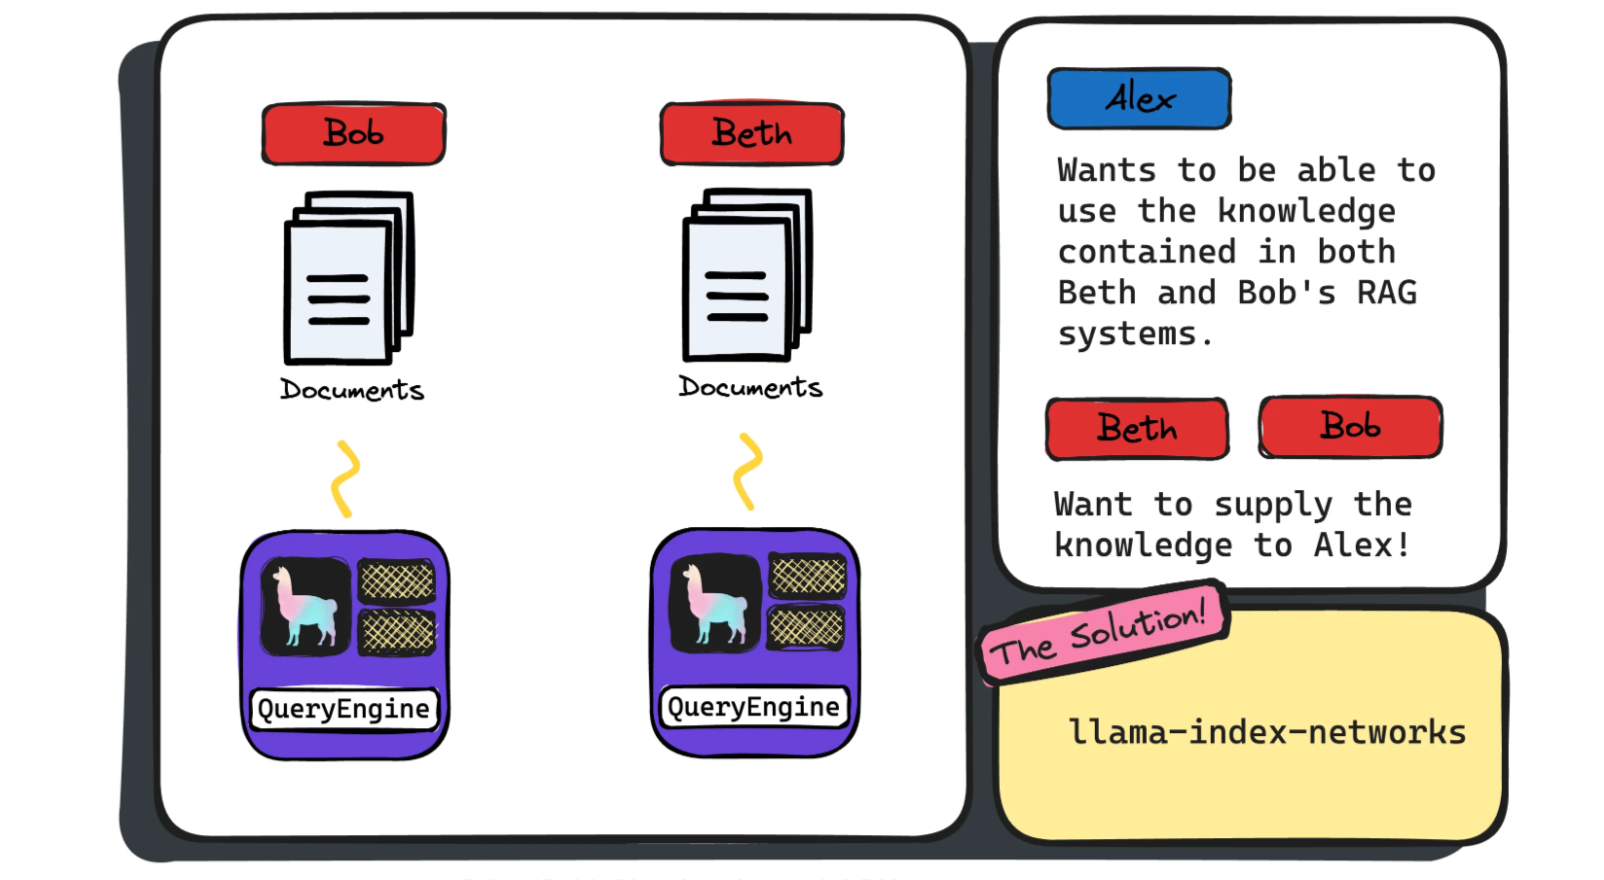 Bob
Beth
Documents
Documents
QueryEngine
QueryEngine
Alex
Wants to be able to
use the knowledge
contained in both
Beth and Bob's RAG
systems.
Beth
Bob
Want to supply the
knowledge to Alex!
The Solution!
llama-index-networks